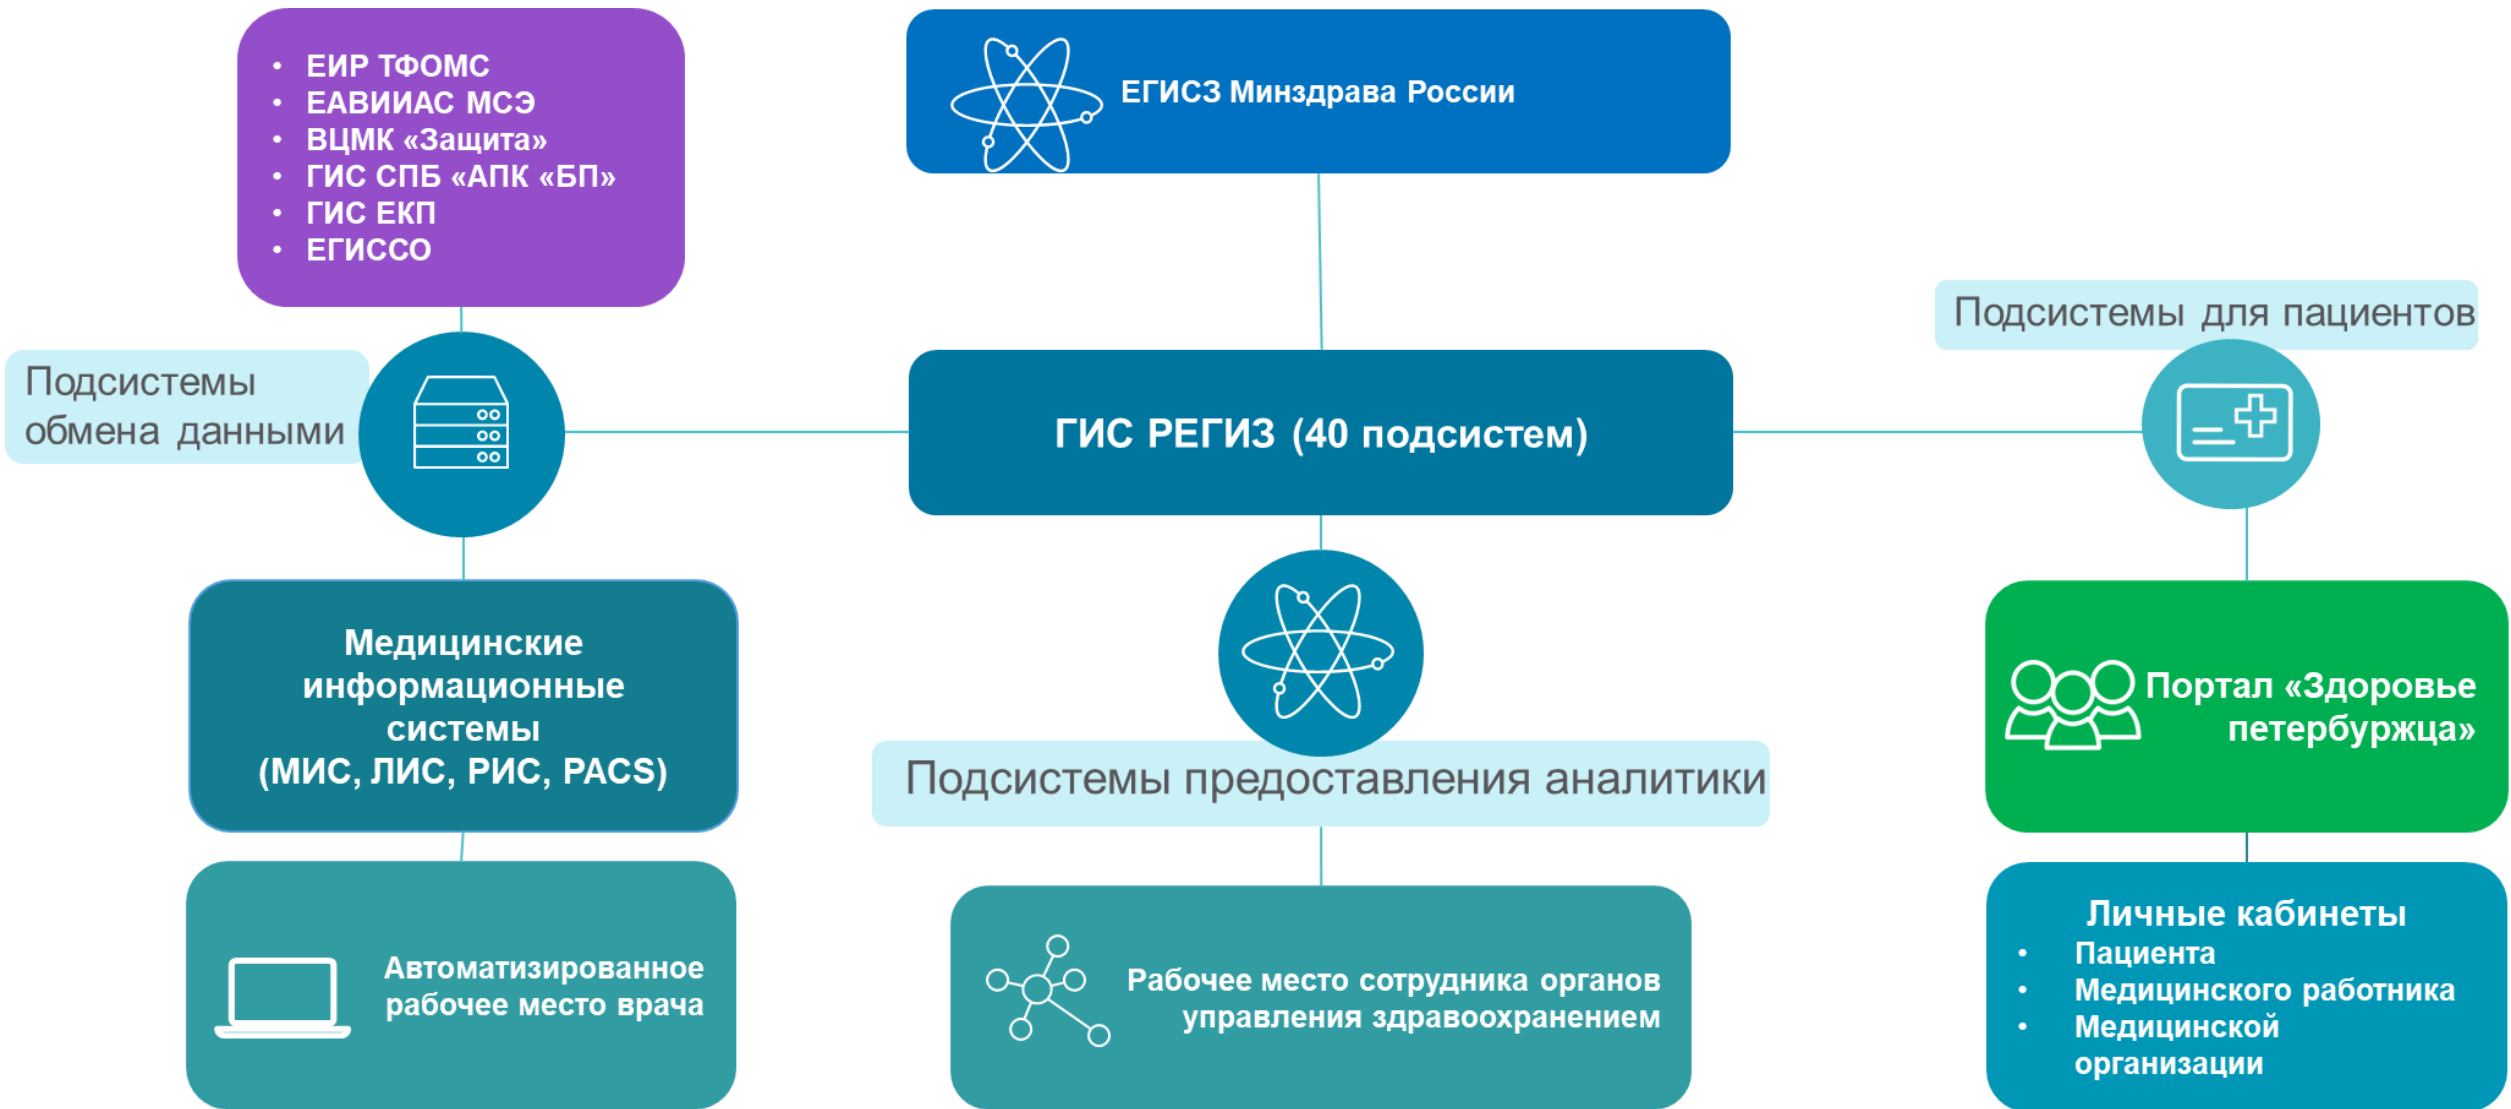 • ЕИР ТФОМС
• ЕАВИИАС МСЭ
• ВЦМК «Защита»
• ГИС СПБ «АПК «БП»
• ГИС ЕКП
• ЕГИССО
ЕГИСЗ Минздрава России
Подсистемы для пациентов
Подсистемы
обмена данными
ГИС РЕГИЗ (40 подсистем)
Медицинские
информационные
системы
(МИС, ЛИС, РИС, PACS)
Подсистемы предоставления аналитики
Портал «Здоровье
петербуржца»
Автоматизированное
рабочее место врача
Рабочее место сотрудника органов
управления здравоохранением
Личные кабинеты
• Пациента
• Медицинского работника
• Медицинской
организации